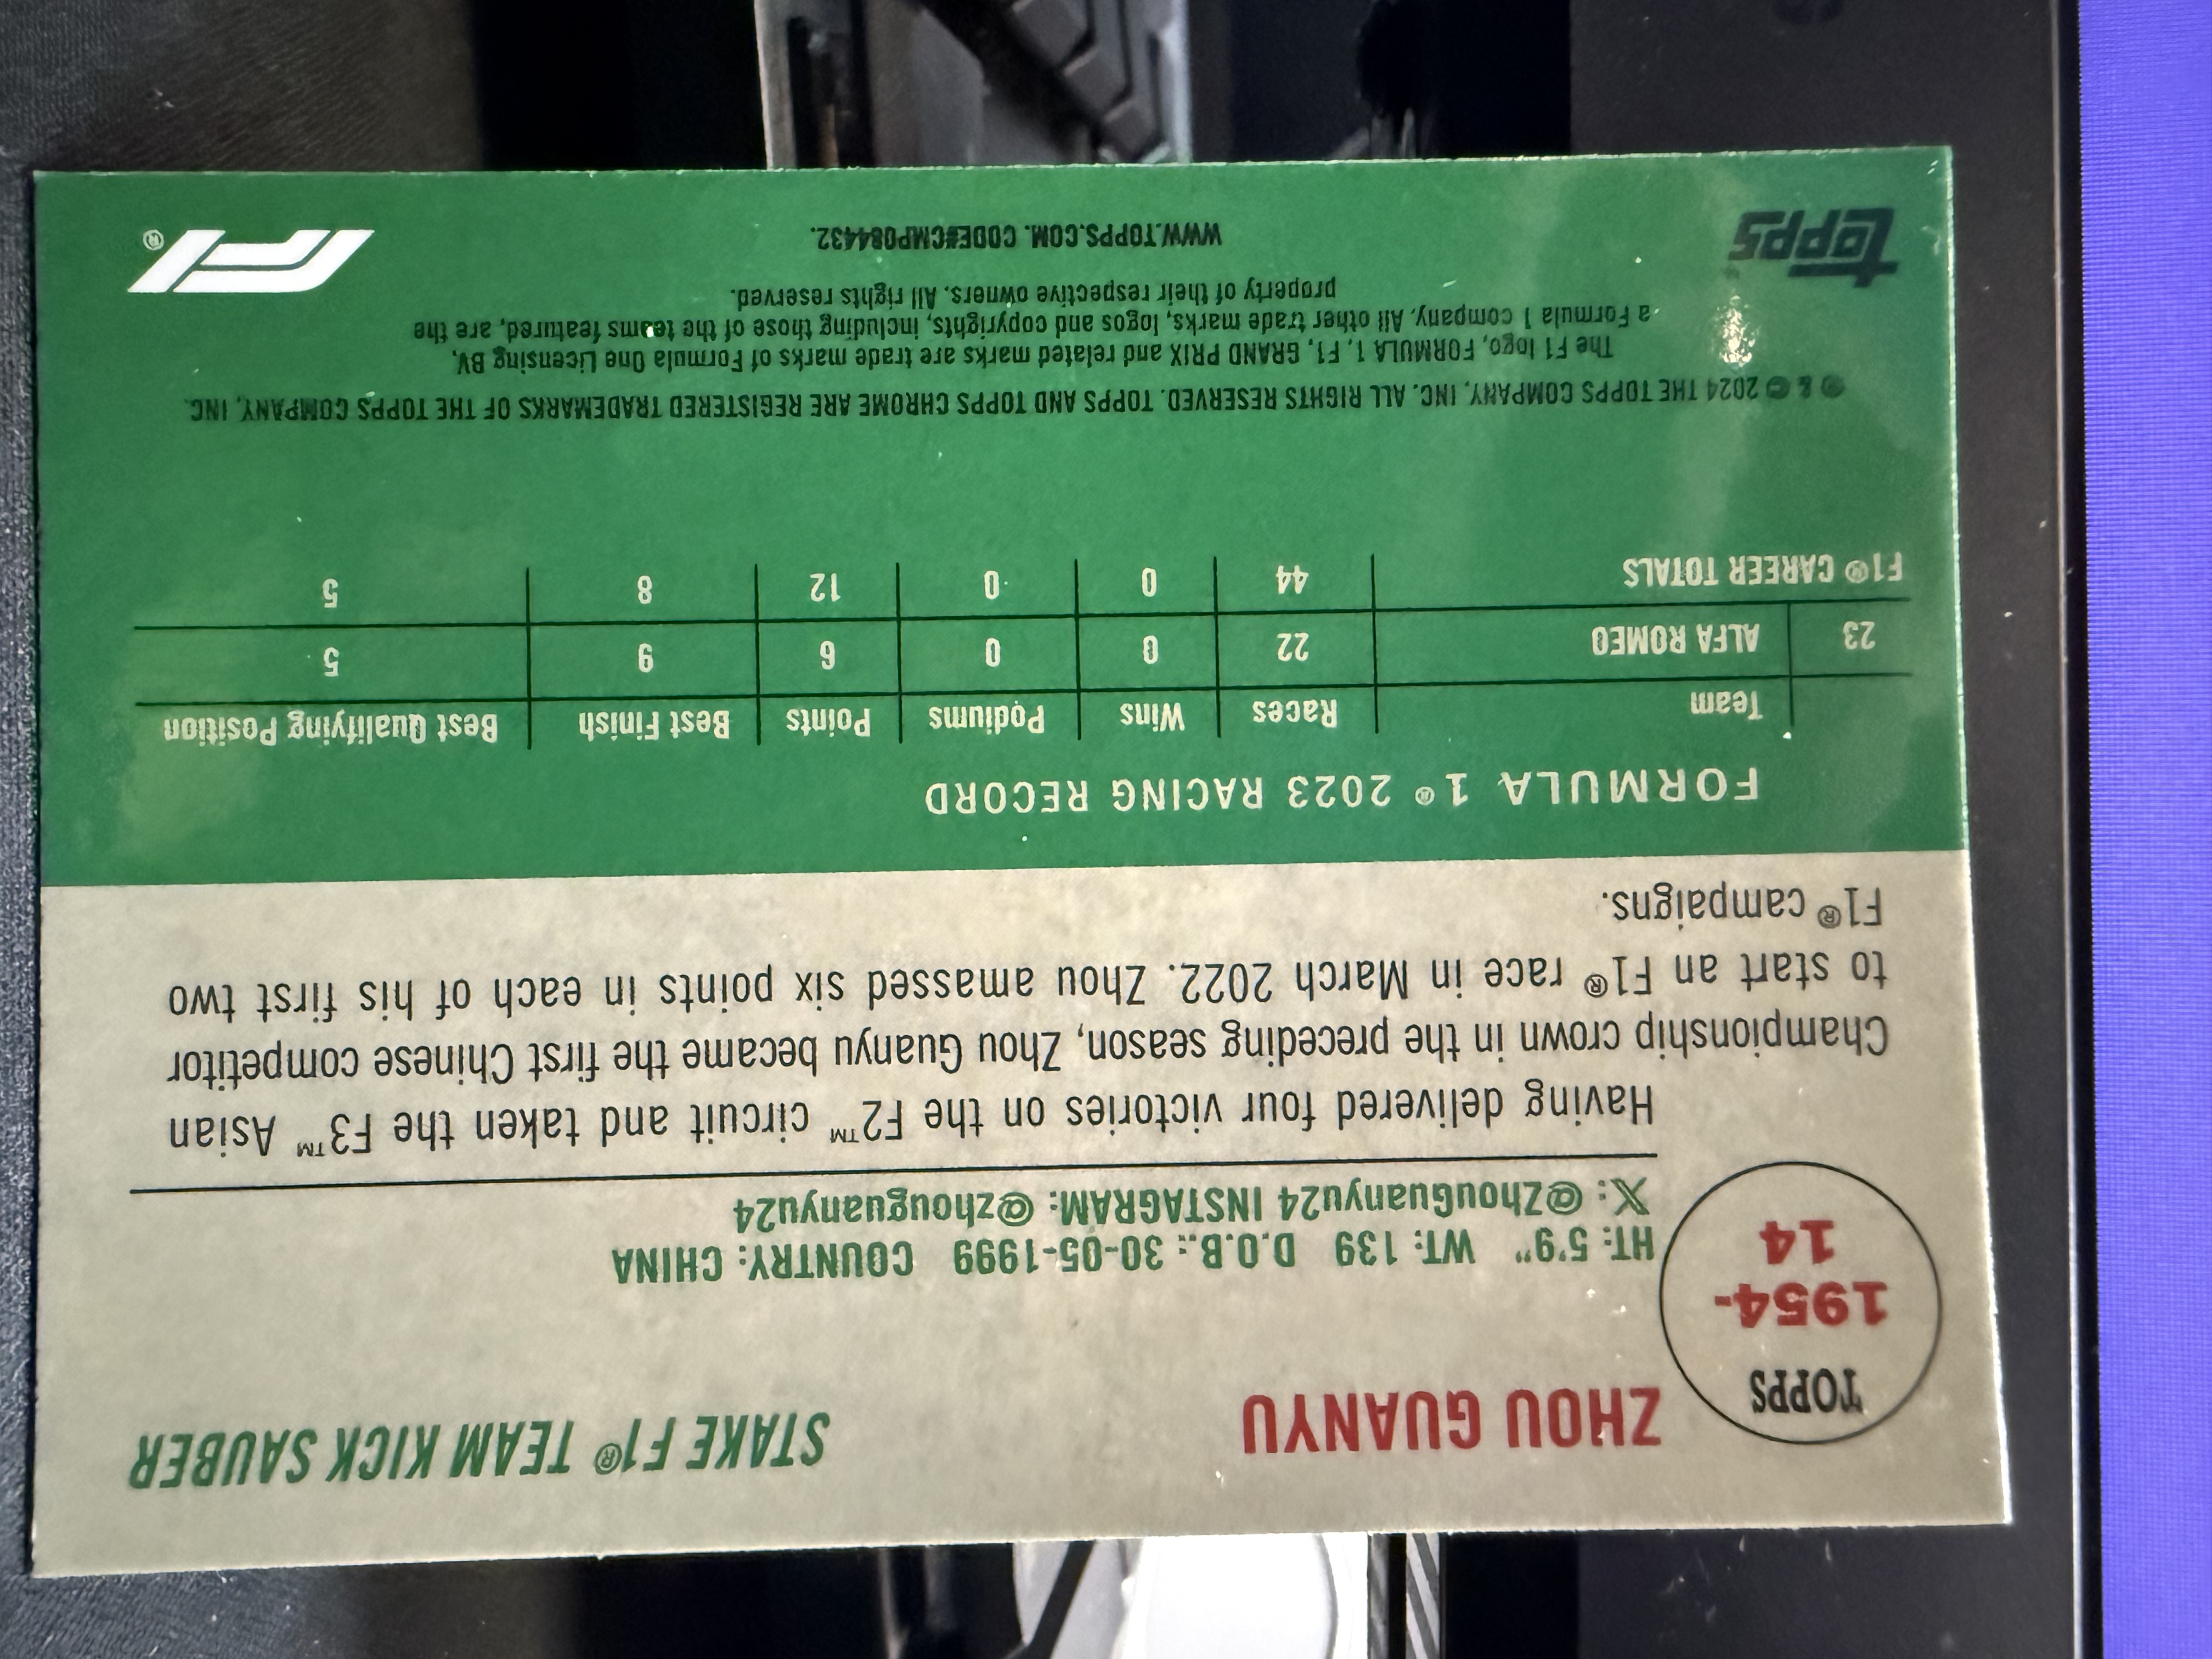 TOPPS
1954-
14
ZHOU GUANYU
STAKE F1® TEAM KICK SAUBER
HT: 5'9" WT: 139 D.O.B.: 30-05-1999 COUNTRY: CHINA
X: @ZhouGuanyu24 INSTAGRAM: @zhouguanyu24
Having delivered four victories on the F2™ circuit and taken the F3™ Asian
Championship crown in the preceding season, Zhou Guanyu became the first Chinese competitor
to start an F1® race in March 2022. Zhou amassed six points in each of his first two
F1® campaigns.
FORMULA 1® 2023 RACING RECORD
Team Races Wins Podiums Points Best Finish Best Qualifying Position
23 ALFA ROMEO 22 0 0 6 9 5
F1® CAREER TOTALS 44 0 0 12 8 5
® & © 2024 THE TOPPS COMPANY, INC. ALL RIGHTS RESERVED. TOPPS AND TOPPS CHROME ARE REGISTERED TRADEMARKS OF THE TOPPS COMPANY, INC.
The F1 logo, FORMULA 1, F1, GRAND PRIX and related marks are trade marks of Formula One Licensing BV,
a Formula 1 company. All other trade marks, logos and copyrights, including those of the teams featured, are the
property of their respective owners. All rights reserved.
WWW.TOPPS.COM. CODE#CMP084432.
topps
F1®